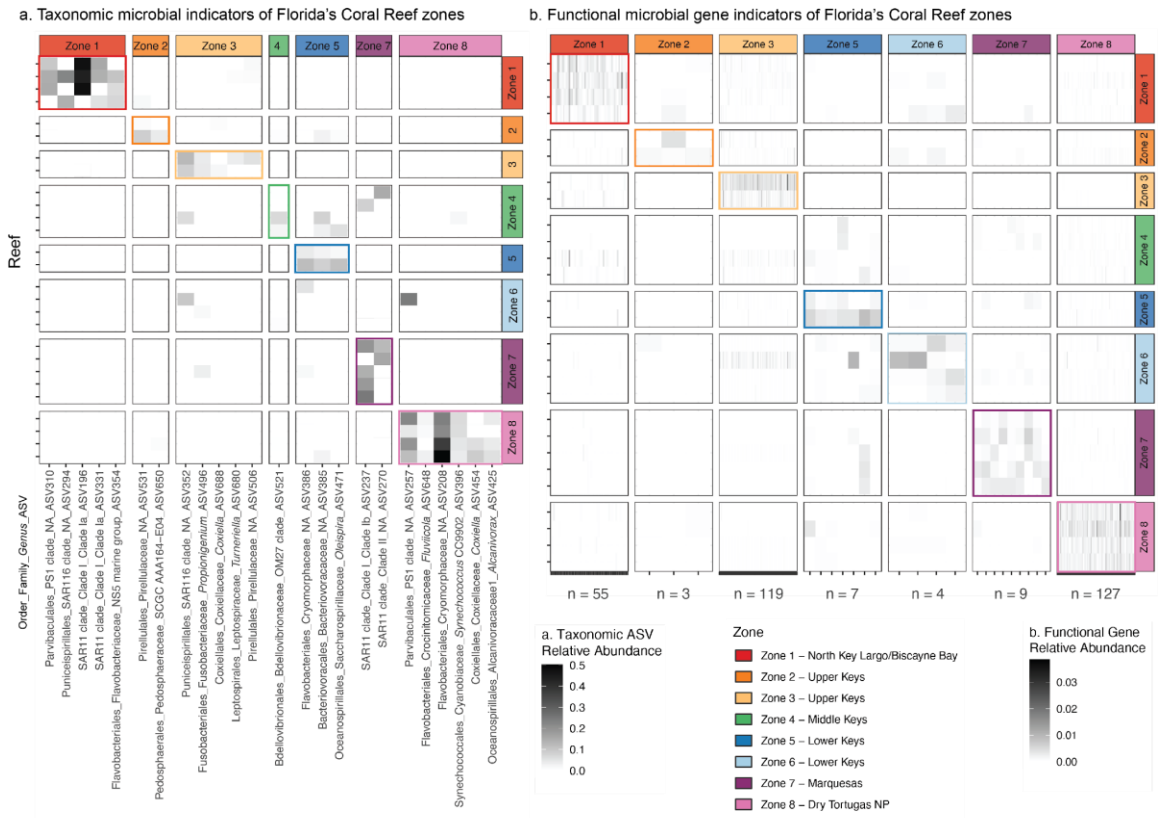 a. Taxonomic microbial indicators of Florida's Coral Reef zones
Zone 1
Zone 2
Zone 3
4
Zone 5
Zone 7
Zone 8
Zone 1
2
3
Zone 4
5
Zone 6
Zone 7
Zone 8
Reef
Order_Family_Genus_ASV
Parvibaculales_PS1 clade_NA_ASV310
Puniceispirillales_SAR116 clade_NA_ASV294
SAR11 clade_Clade I_Clade Ia_ASV196
SAR11 clade_Clade I_Clade Ia_ASV331
Flavobacteriales_Flavobacteriaceae_NS5 marine group_ASV354
Pirellulales_Pirellulaceae_NA_ASV531
Pedosphaerales_Pedosphaeraceae_SCGC AAA164-E04_ASV650
Puniceispirillales_SAR116 clade_NA_ASV352
Fusobacteriales_Fusobacteriaceae_Propionigenium_ASV496
Coxiellales_Coxiellaceae_Coxiella_ASV688
Leptospirales_Leptospiraceae_Turneriella_ASV680
Pirellulales_Pirellulaceae_NA_ASV506
Bdellovibrionales_Bdellovibrionaceae_OM27 clade_ASV521
Flavobacteriales_Cryomorphaceae_NA_ASV386
Bacteriovoracales_Bacteriovoracaceae_NA_ASV385
Oceanospirillales_Saccharospirillaceae_Oleispira_ASV471
SAR11 clade_Clade I_Clade Ib_ASV237
SAR11 clade_Clade II_NA_ASV270
Parvibaculales_PS1 clade_NA_ASV257
Flavobacteriales_Crocinitomicaceae_Fluviicola_ASV648
Flavobacteriales_Cryomorphaceae_NA_ASV208
Synechococcales_Cyanobiaceae_Synechococcus CC9902_ASV396
Coxiellales_Coxiellaceae_Coxiella_ASV454
Oceanospirillales_Alcanivoracaceae1_Alcanivorax_ASV425
b. Functional microbial gene indicators of Florida's Coral Reef zones
Zone 1
Zone 2
Zone 3
Zone 5
Zone 6
Zone 7
Zone 8
Zone 1
Zone 2
Zone 3
Zone 4
Zone 5
Zone 6
Zone 7
Zone 8
n = 55
n = 3
n = 119
n = 7
n = 4
n = 9
n = 127
a. Taxonomic ASV
Relative Abundance
0.5
0.4
0.3
0.2
0.1
0.0
Zone
Zone 1 – North Key Largo/Biscayne Bay
Zone 2 – Upper Keys
Zone 3 – Upper Keys
Zone 4 – Middle Keys
Zone 5 – Lower Keys
Zone 6 – Lower Keys
Zone 7 – Marquesas
Zone 8 – Dry Tortugas NP
b. Functional Gene
Relative Abundance
0.03
0.02
0.01
0.00